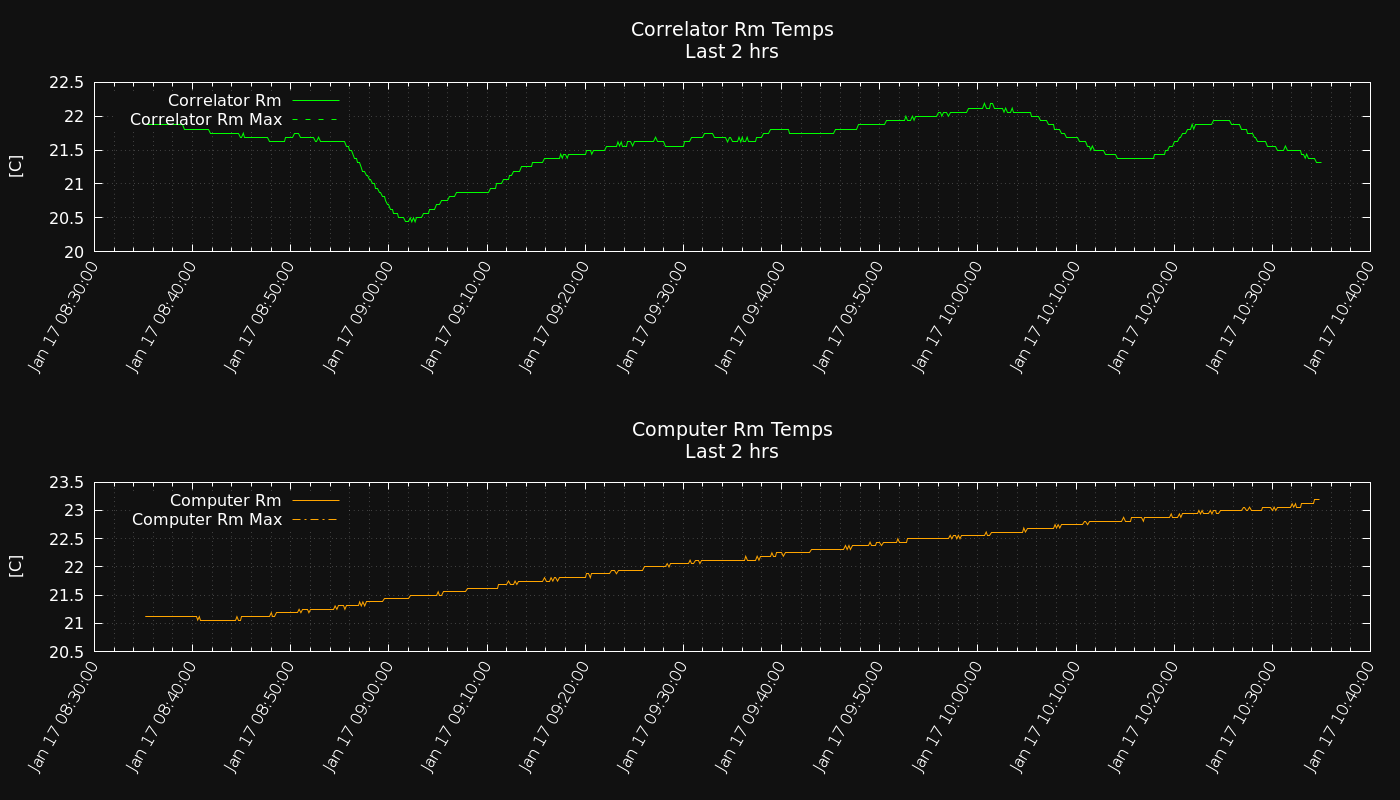 Correlator Rm Temps
Last 2 hrs
Correlator Rm
Correlator Rm Max
[C]
22.5
22
21.5
21
20.5
20
Jan 17 08:30:00
Jan 17 08:40:00
Jan 17 08:50:00
Jan 17 09:00:00
Jan 17 09:10:00
Jan 17 09:20:00
Jan 17 09:30:00
Jan 17 09:40:00
Jan 17 09:50:00
Jan 17 10:00:00
Jan 17 10:10:00
Jan 17 10:20:00
Jan 17 10:30:00
Jan 17 10:40:00
Computer Rm Temps
Last 2 hrs
Computer Rm
Computer Rm Max
[C]
23.5
23
22.5
22
21.5
21
20.5
Jan 17 08:30:00
Jan 17 08:40:00
Jan 17 08:50:00
Jan 17 09:00:00
Jan 17 09:10:00
Jan 17 09:20:00
Jan 17 09:30:00
Jan 17 09:40:00
Jan 17 09:50:00
Jan 17 10:00:00
Jan 17 10:10:00
Jan 17 10:20:00
Jan 17 10:30:00
Jan 17 10:40:00